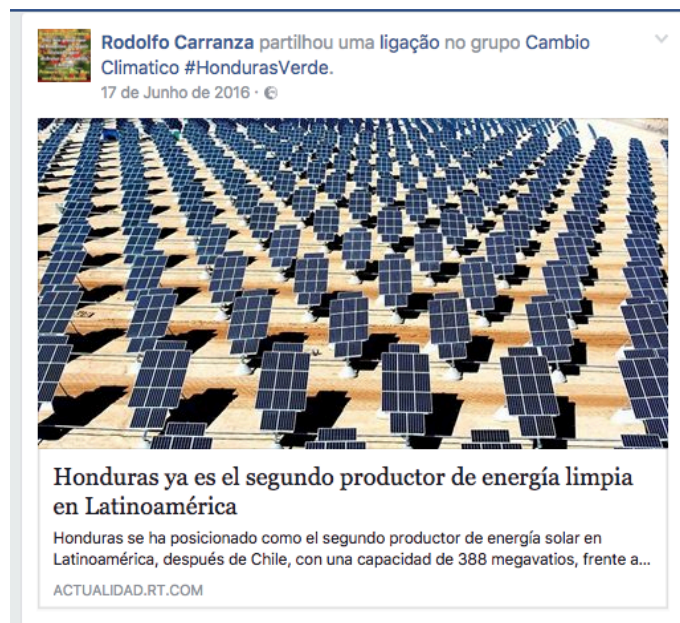 Rodolfo Carranza partilhou uma ligação no grupo Cambio
Climatico #HondurasVerde.
17 de Junho de 2016 ·
Honduras ya es el segundo productor de energía limpia
en Latinoamérica
Honduras se ha posicionado como el segundo productor de energía solar en
Latinoamérica, después de Chile, con una capacidad de 388 megavatios, frente a...
ACTUALIDAD.RT.COM